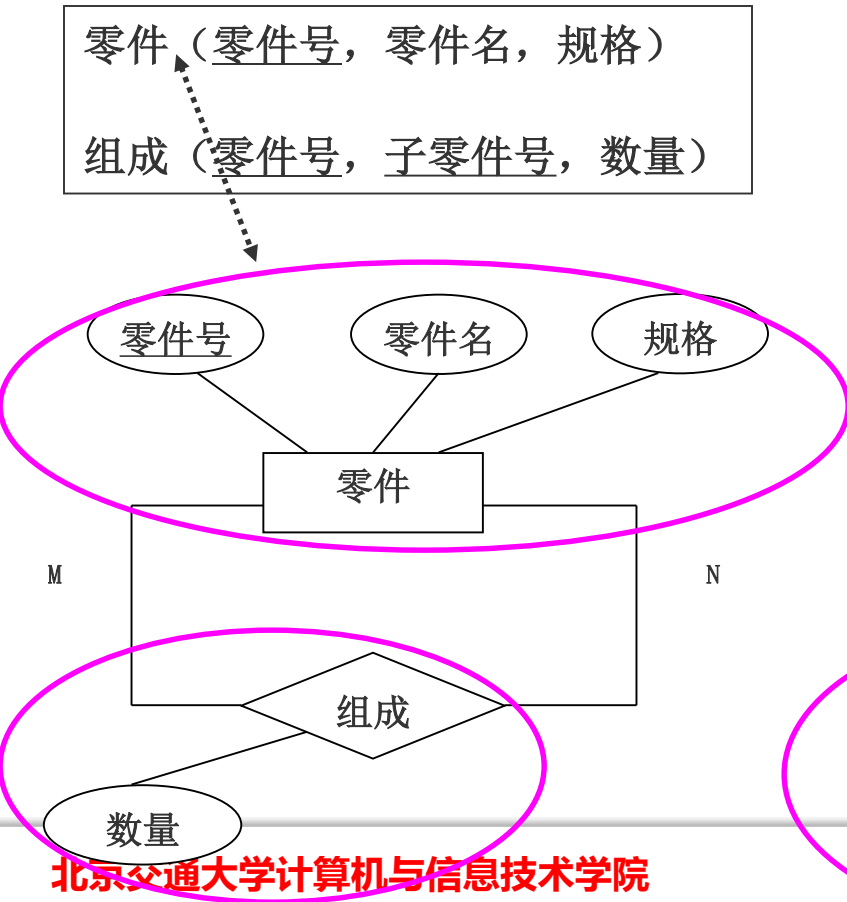 零件（零件号，零件名，规格）
组成（零件号，子零件号，数量）
零件号 零件名 规格
零件
M N
组成
数量
北京交通大学计算机与信息技术学院